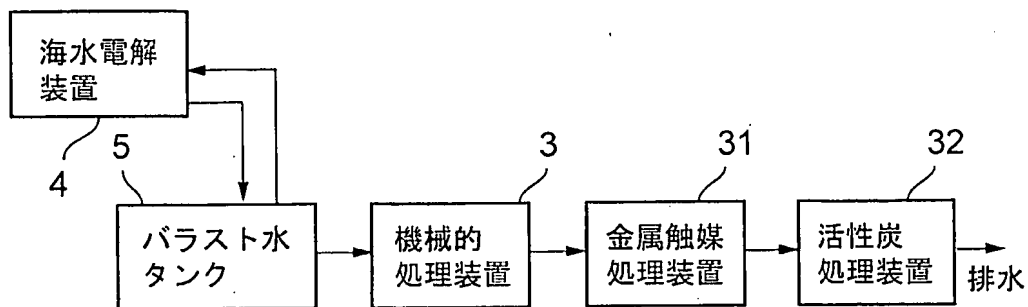 海水電解
装置
4
5
バラスト水
タンク
3
機械的
処理装置
31
金属触媒
処理装置
32
活性炭
処理装置
排水